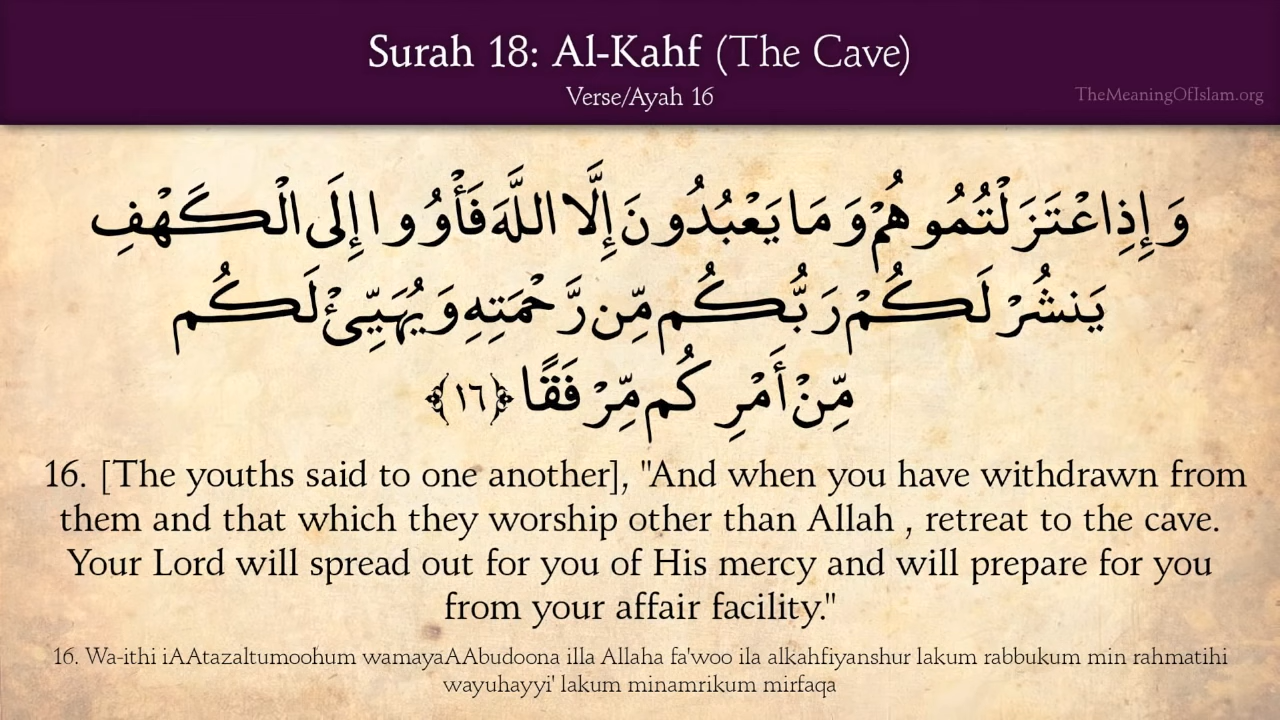 Surah 18: Al-Kahf (The Cave)
Verse/Ayah 16
TheMeaningOfIslam.org
وَإِذِ اعْتَزَلْتُمُوهُمْ وَمَا يَعْبُدُونَ إِلَّا اللَّهَ فَأْوُوا إِلَى الْكَهْفِ
يَنشُرْ لَكُمْ رَبُّكُم مِّن رَّحْمَتِهِ وَيُهَيِّئْ لَكُم
مِّنْ أَمْرِكُم مِّرْفَقًا ﴿١٦﴾
16. [The youths said to one another], "And when you have withdrawn from
them and that which they worship other than Allah , retreat to the cave.
Your Lord will spread out for you of His mercy and will prepare for you
from your affair facility."
16. Wa-ithi iAAtazaltumoohum wamayaAAbudoona illa Allaha fa'woo ila alkahfiyanshur lakum rabbukum min rahmatihi
wayuhayyi' lakum minamrikum mirfaqa